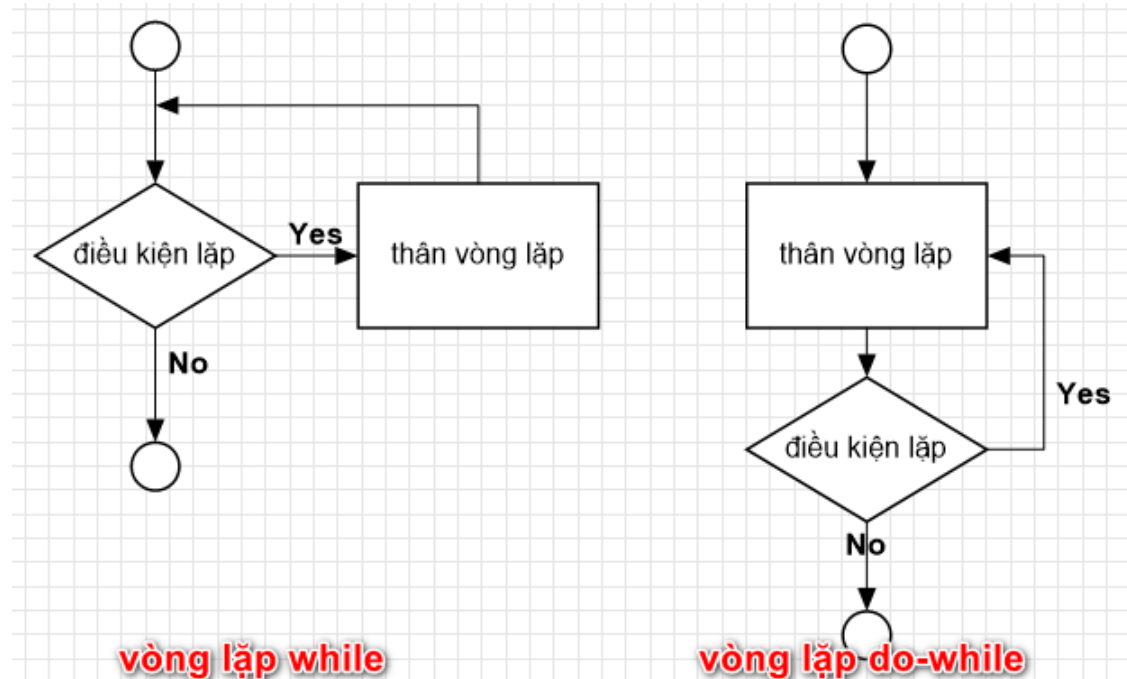 điều kiện lặp
Yes
thân vòng lặp
No
vòng lặp while
thân vòng lặp
điều kiện lặp
Yes
No
vòng lặp do-while